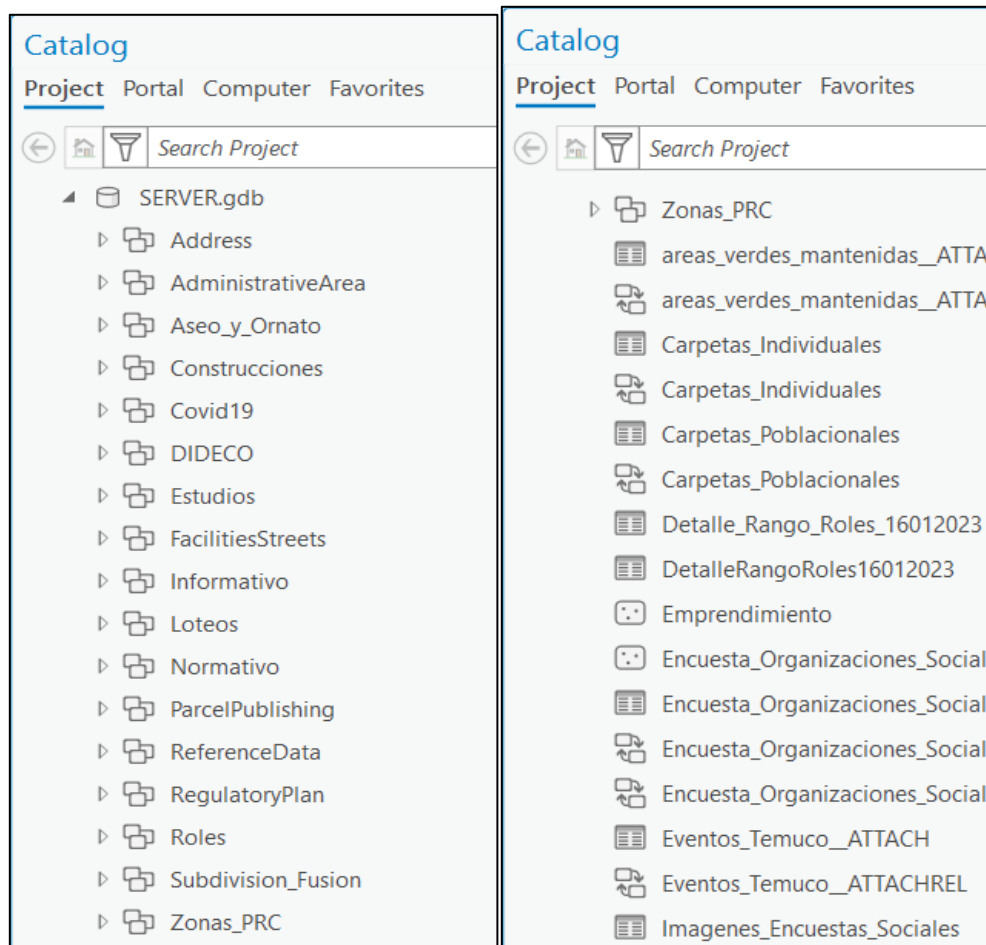 Catalog
Project Portal Computer Favorites
Search Project
SERVER.gdb
Address
AdministrativeArea
Aseo_y_Ornato
Construcciones
Covid19
DIDECO
Estudios
FacilitiesStreets
Informativo
Loteos
Normativo
ParcelPublishing
ReferenceData
RegulatoryPlan
Roles
Subdivision_Fusion
Zonas_PRC
Catalog
Project Portal Computer Favorites
Search Project
Zonas_PRC
areas_verdes_mantenidas__ATTA
areas_verdes_mantenidas__ATTA
Carpetas_Individuales
Carpetas_Individuales
Carpetas_Poblacionales
Carpetas_Poblacionales
Detalle_Rango_Roles_16012023
DetalleRangoRoles16012023
Emprendimiento
Encuesta_Organizaciones_Social
Encuesta_Organizaciones_Social
Encuesta_Organizaciones_Social
Encuesta_Organizaciones_Social
Eventos_Temuco__ATTACH
Eventos_Temuco__ATTACHREL
Imagenes_Encuestas_Sociales